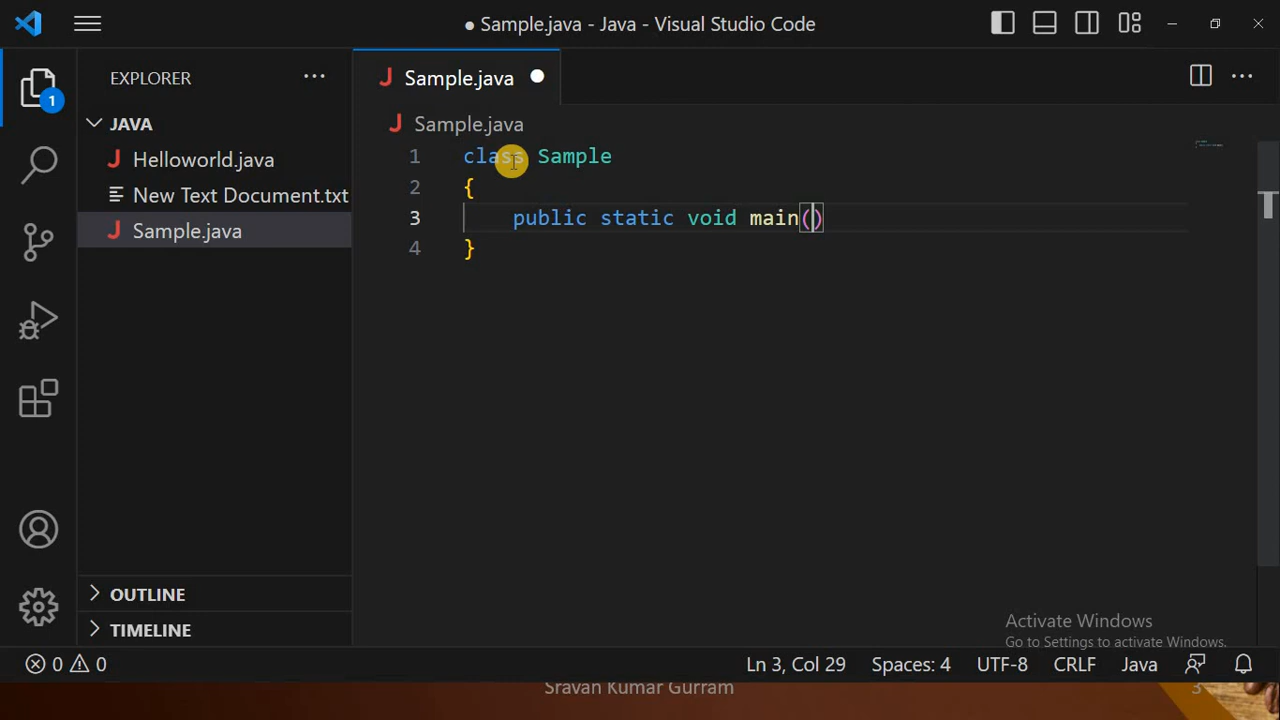 ● Sample.java - Java - Visual Studio Code
EXPLORER
Sample.java
JAVA
Sample.java
Helloworld.java
New Text Document.txt
Sample.java
1 class Sample
2 {
3 public static void main()
4 }
1
OUTLINE
TIMELINE
Activate Windows
Go to Settings to activate Windows.
0 0
Ln 3, Col 29 Spaces: 4 UTF-8 CRLF Java
Sravan Kumar Gurram
3